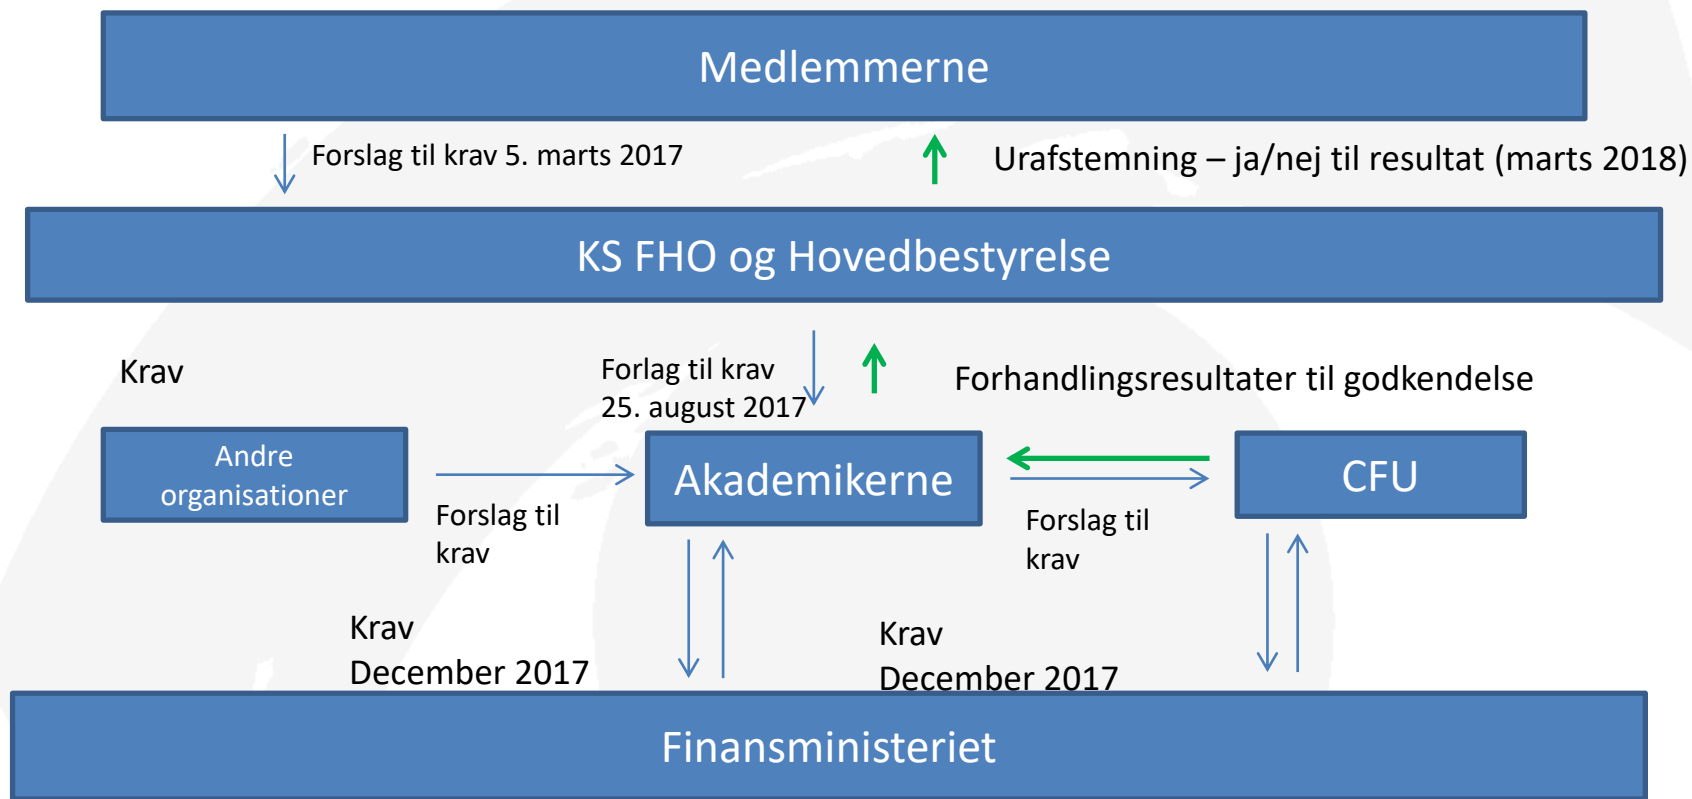 Medlemmerne
Forslag til krav 5. marts 2017
Urafstemning – ja/nej til resultat (marts 2018)
KS FHO og Hovedbestyrelse
Krav
Forlag til krav
25. august 2017
Forhandlingsresultater til godkendelse
Andre
organisationer
Forslag til
krav
Akademikerne
Forslag til
krav
CFU
Krav
December 2017
Krav
December 2017
Finansministeriet